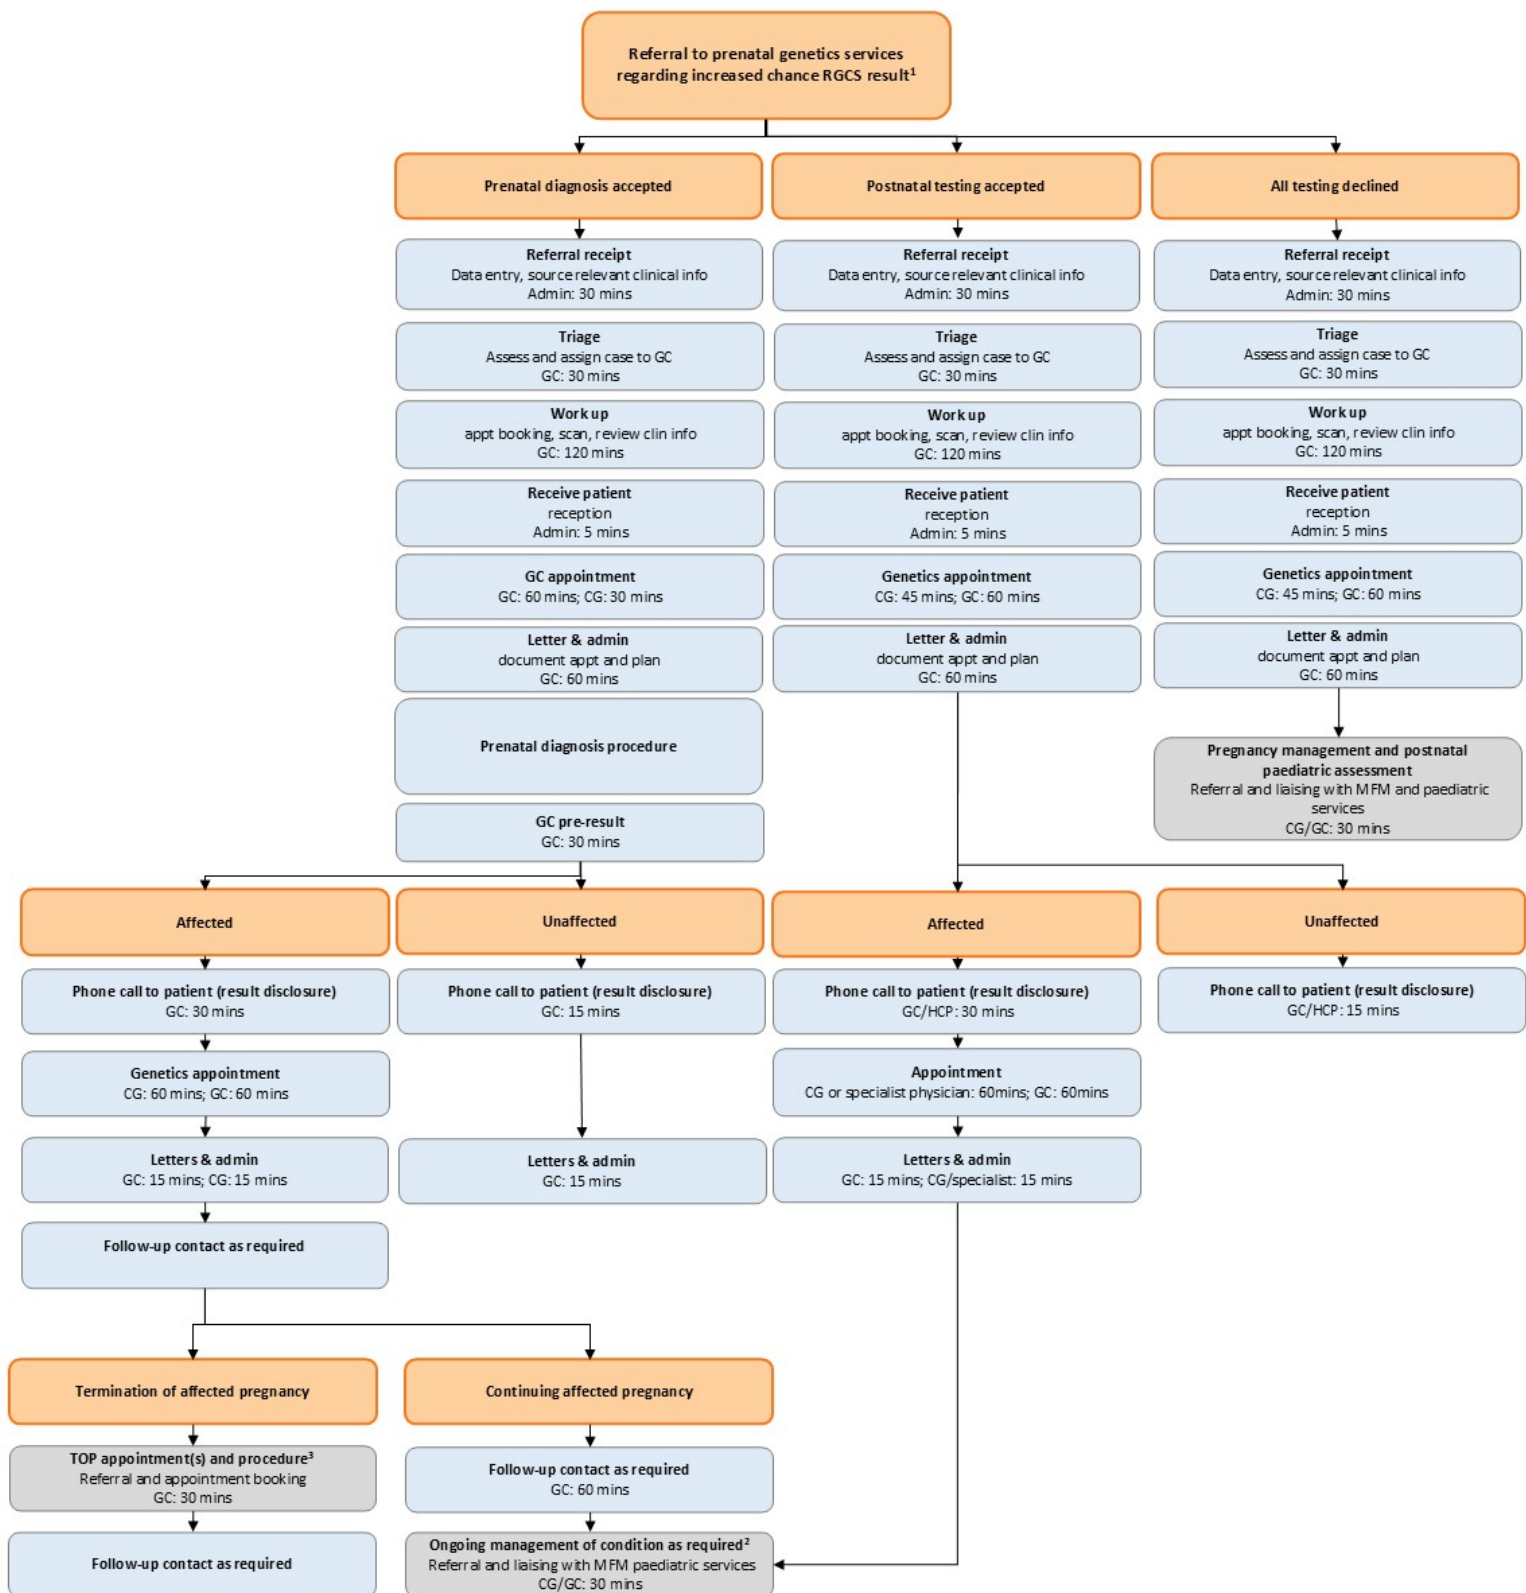 Referral to prenatal genetics services
regarding increased chance RGCS result¹
Prenatal diagnosis accepted
Postnatal testing accepted
All testing declined
Referral receipt
Data entry, source relevant clinical info
Admin: 30 mins
Referral receipt
Data entry, source relevant clinical info
Admin: 30 mins
Referral receipt
Data entry, source relevant clinical info
Admin: 30 mins
Triage
Assess and assign case to GC
GC: 30 mins
Triage
Assess and assign case to GC
GC: 30 mins
Triage
Assess and assign case to GC
GC: 30 mins
Work up
appt booking, scan, review clin info
GC: 120 mins
Work up
appt booking, scan, review clin info
GC: 120 mins
Work up
appt booking, scan, review clin info
GC: 120 mins
Receive patient
reception
Admin: 5 mins
Receive patient
reception
Admin: 5 mins
Receive patient
reception
Admin: 5 mins
GC appointment
GC: 60 mins; CG: 30 mins
Genetics appointment
CG: 45 mins; GC: 60 mins
Genetics appointment
CG: 45 mins; GC: 60 mins
Letter & admin
document appt and plan
GC: 60 mins
Letter & admin
document appt and plan
GC: 60 mins
Letter & admin
document appt and plan
GC: 60 mins
Prenatal diagnosis procedure
Pregnancy management and postnatal
paediatric assessment
Referral and liaising with MFM and paediatric
services
CG/GC: 30 mins
GC pre-result
GC: 30 mins
Affected
Unaffected
Affected
Unaffected
Phone call to patient (result disclosure)
GC: 30 mins
Phone call to patient (result disclosure)
GC: 15 mins
Phone call to patient (result disclosure)
GC/HCP: 30 mins
Phone call to patient (result disclosure)
GC/HCP: 15 mins
Genetics appointment
CG: 60 mins; GC: 60 mins
Appointment
CG or specialist physician: 60mins; GC: 60mins
Letters & admin
GC: 15 mins; CG: 15 mins
Letters & admin
GC: 15 mins
Letters & admin
GC: 15 mins; CG/specialist: 15 mins
Follow-up contact as required
Termination of affected pregnancy
Continuing affected pregnancy
TOP appointment(s) and procedure³
Referral and appointment booking
GC: 30 mins
Follow-up contact as required
GC: 60 mins
Follow-up contact as required
Ongoing management of condition as required²
Referral and liaising with MFM paediatric services
CG/GC: 30 mins